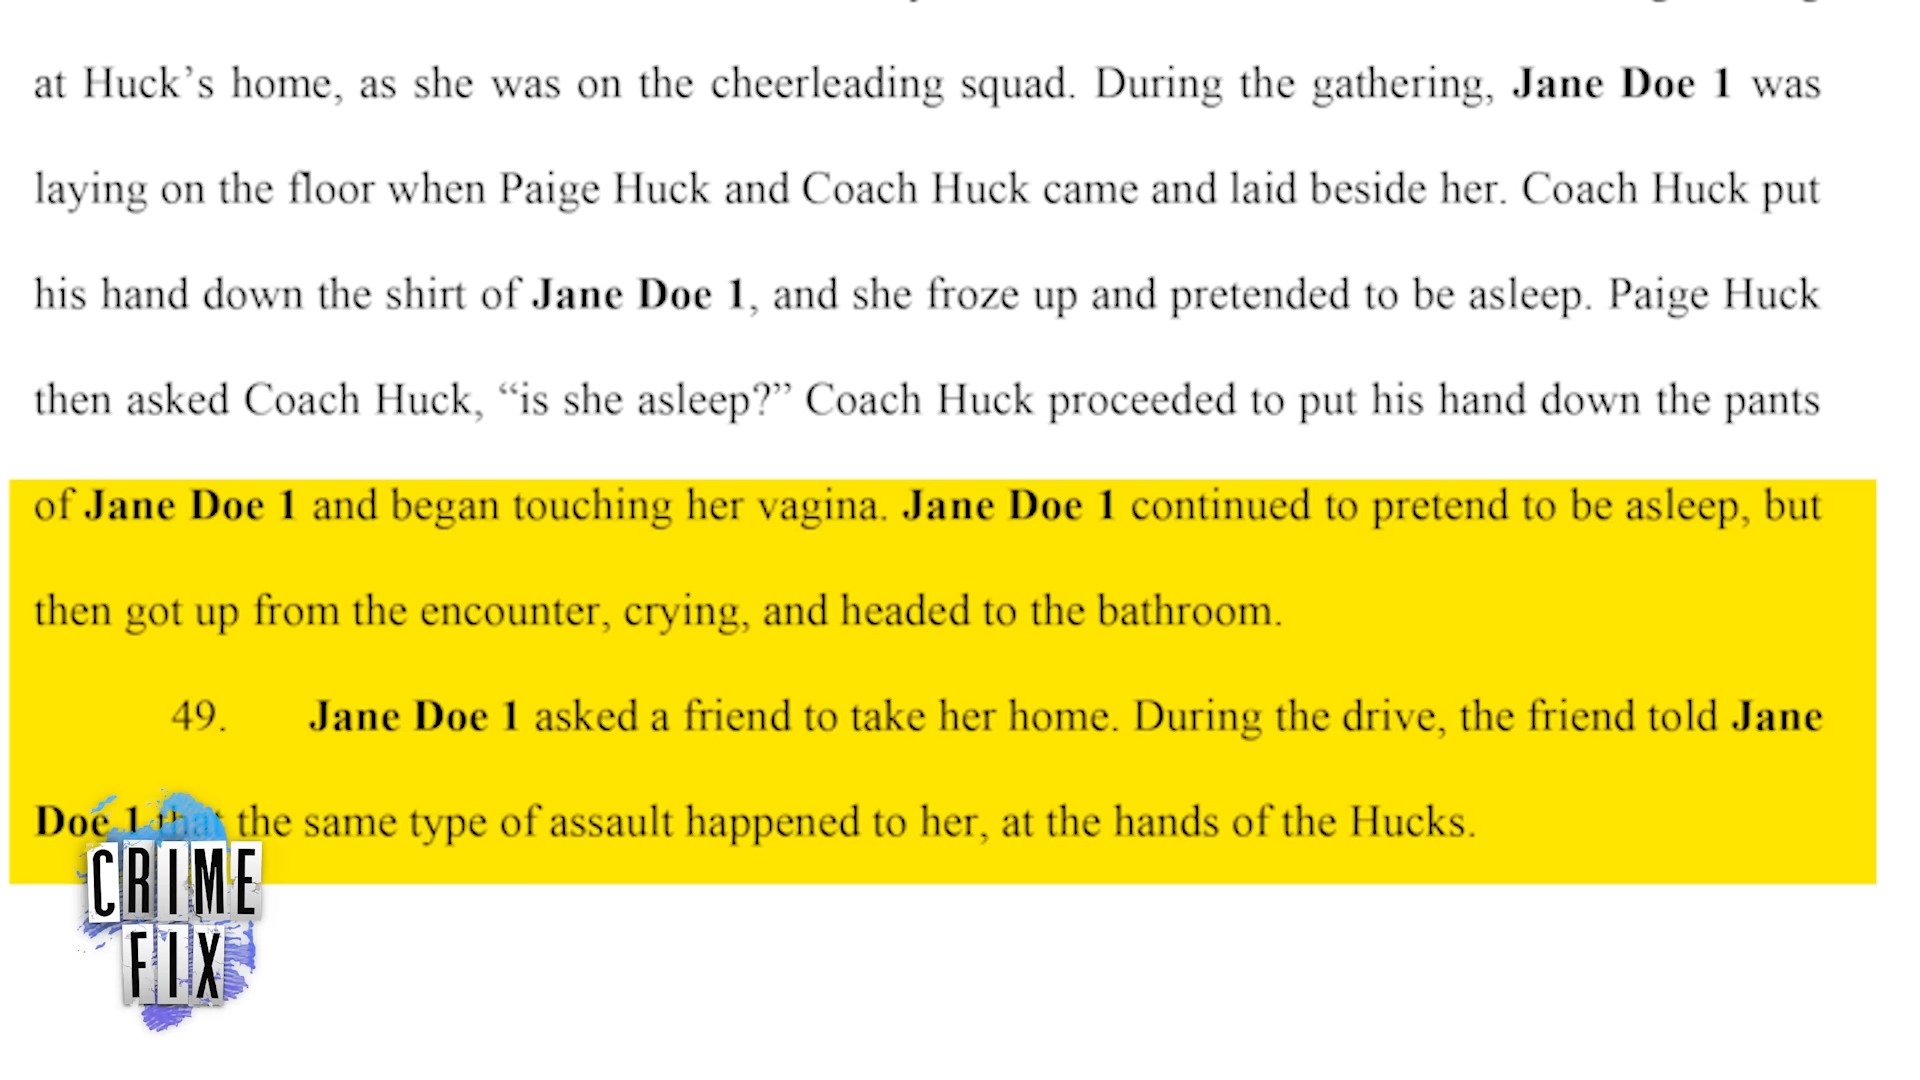 at Huck’s home, as she was on the cheerleading squad. During the gathering, Jane Doe 1 was
laying on the floor when Paige Huck and Coach Huck came and laid beside her. Coach Huck put
his hand down the shirt of Jane Doe 1, and she froze up and pretended to be asleep. Paige Huck
then asked Coach Huck, “is she asleep?” Coach Huck proceeded to put his hand down the pants
of Jane Doe 1 and began touching her vagina. Jane Doe 1 continued to pretend to be asleep, but
then got up from the encounter, crying, and headed to the bathroom.
49. Jane Doe 1 asked a friend to take her home. During the drive, the friend told Jane
Doe 1 that the same type of assault happened to her, at the hands of the Hucks.
CRIME
FIX